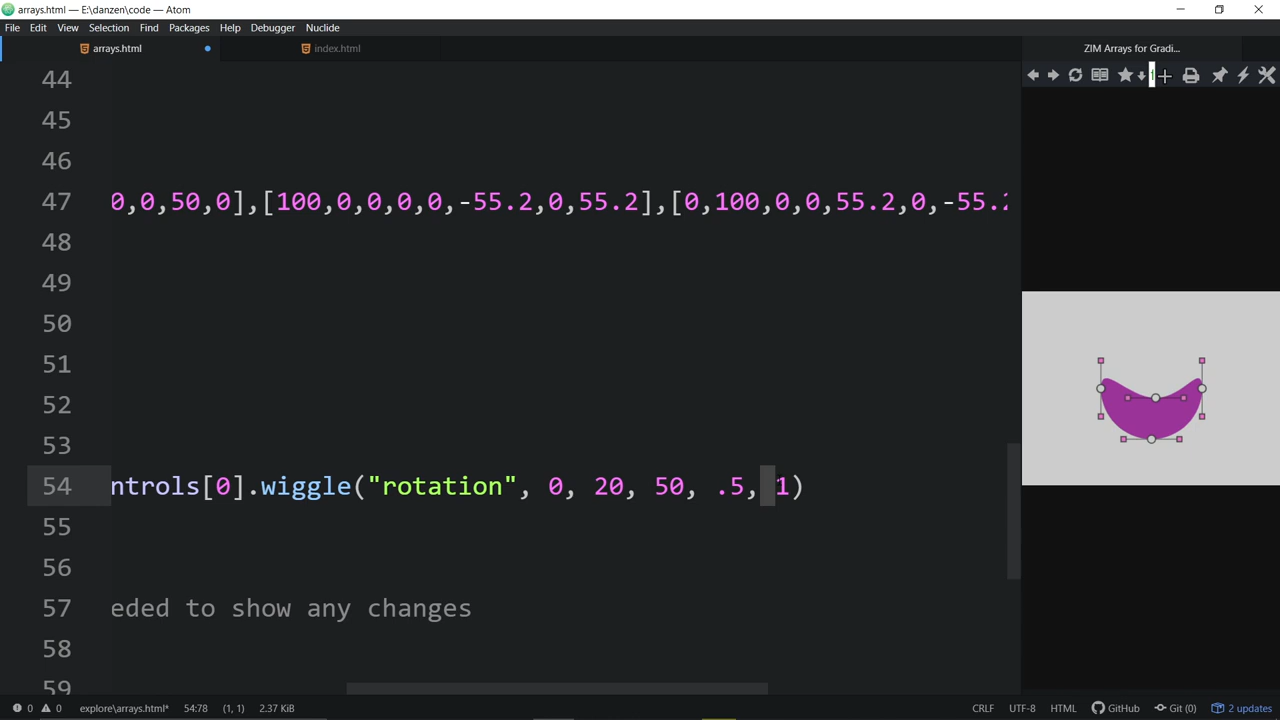 arrays.html — E:\danzen\code — Atom
File Edit View Selection Find Packages Help Debugger Nuclide
arrays.html index.html ZIM Arrays for Gradi...
44
45
46
47 0,0,50,0],[100,0,0,0,0,-55.2,0,55.2],[0,100,0,0,55.2,0,-55.2
48
49
50
51
52
53
54 ntrols[0].wiggle("rotation", 0, 20, 50, .5, 1)
55
56
57 eded to show any changes
58
59
0 0 explore\arrays.html* 54:78 (1, 1) 2.37 KiB CRLF UTF-8 HTML GitHub Git (0) 2 updates